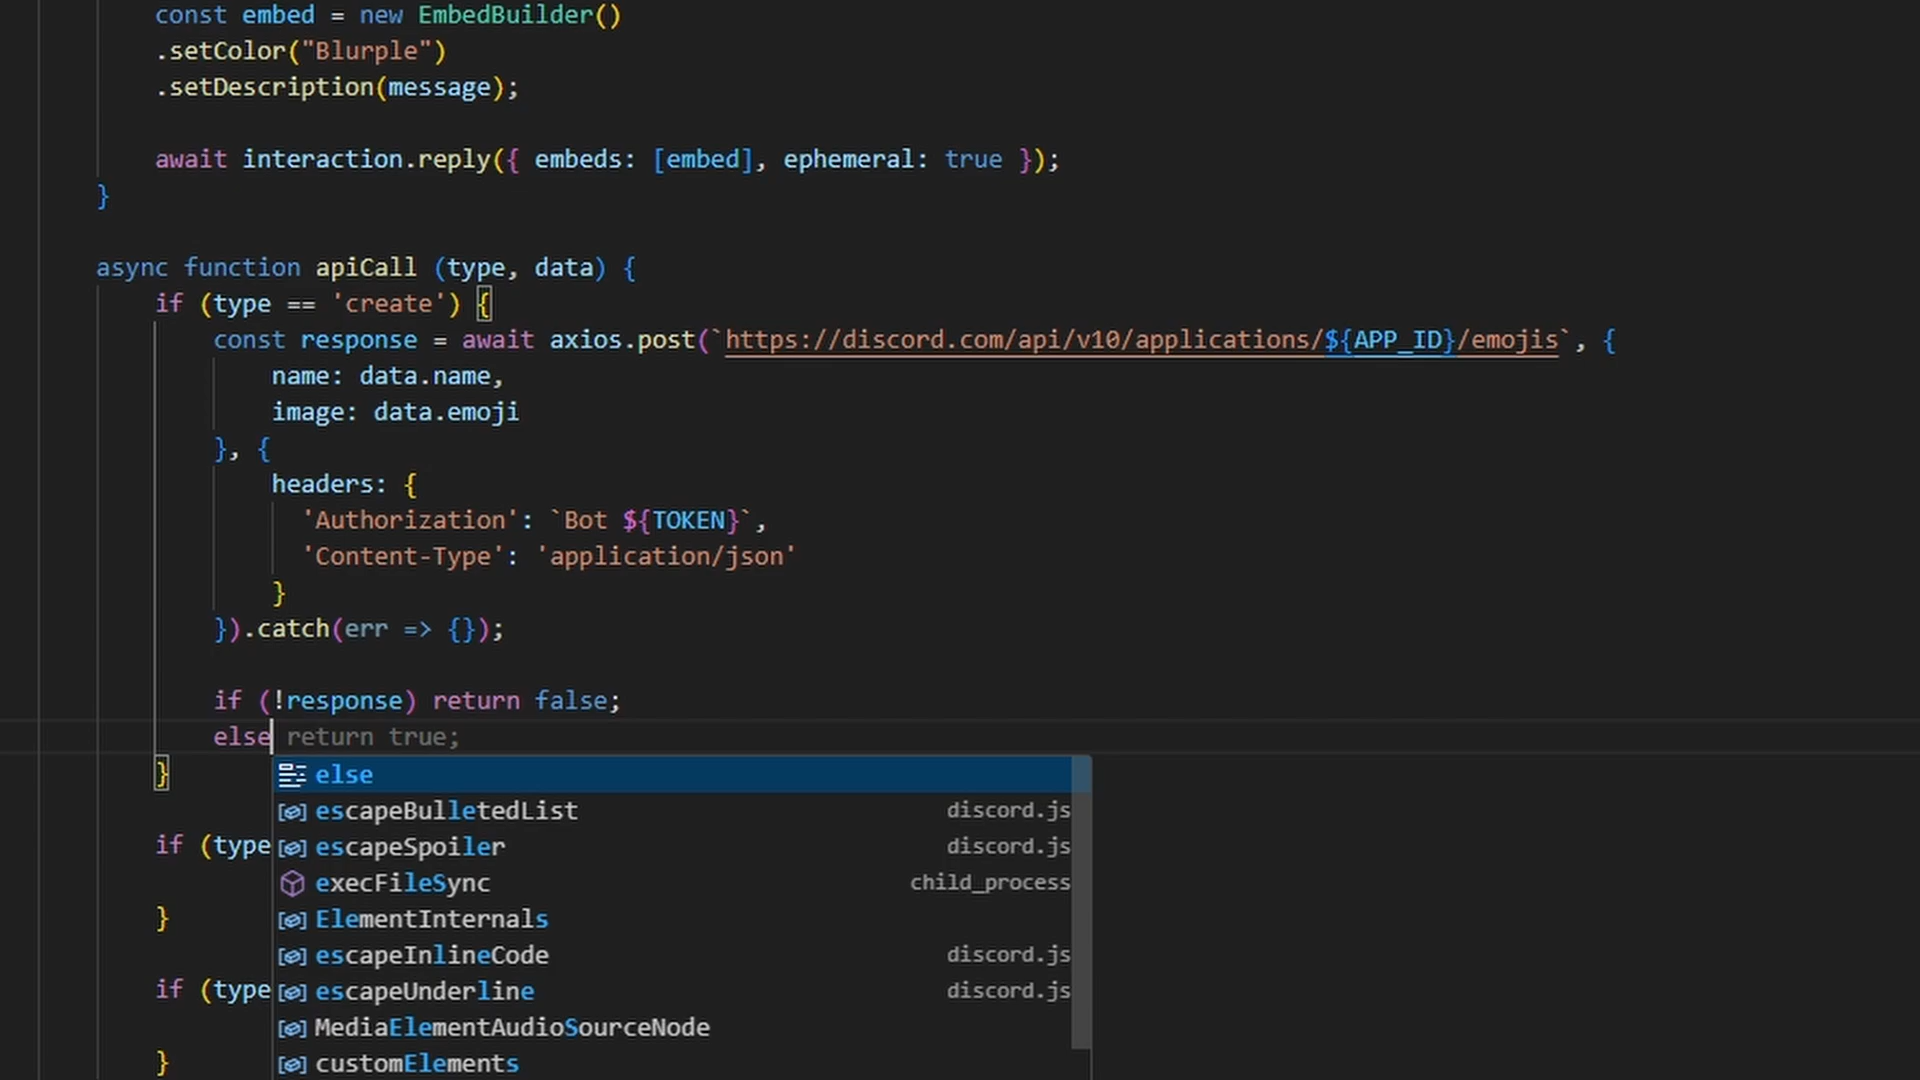 const embed = new EmbedBuilder()
.setColor("Blurple")
.setDescription(message);
await interaction.reply({ embeds: [embed], ephemeral: true });
}
async function apiCall (type, data) {
if (type == 'create') {
const response = await axios.post(`https://discord.com/api/v10/applications/${APP_ID}/emojis`, {
name: data.name,
image: data.emoji
}, {
headers: {
'Authorization': `Bot ${TOKEN}`,
'Content-Type': 'application/json'
}
}).catch(err => {});
if (!response) return false;
else return true;
}
else
escapeBulletedList discord.js
if (type
escapeSpoiler discord.js
execFileSync child_process
}
ElementInternals
escapeInlineCode discord.js
if (type
escapeUnderline discord.js
MediaElementAudioSourceNode
}
customElements